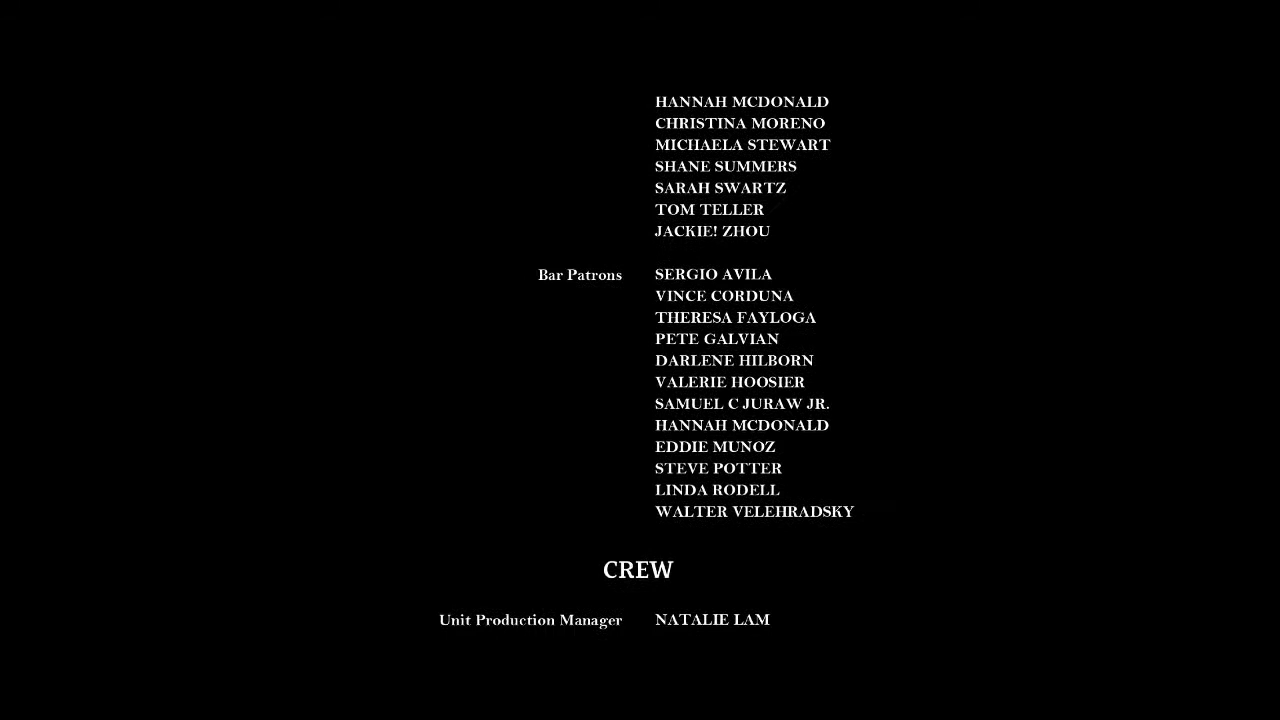 HANNAH MCDONALD
CHRISTINA MORENO
MICHAELA STEWART
SHANE SUMMERS
SARAH SWARTZ
TOM TELLER
JACKIE! ZHOU
Bar Patrons SERGIO AVILA
VINCE CORDUNA
THERESA FAYLOGA
PETE GALVIAN
DARLENE HILBORN
VALERIE HOOSIER
SAMUEL C JURAW JR.
HANNAH MCDONALD
EDDIE MUNOZ
STEVE POTTER
LINDA RODELL
WALTER VELEHRADSKY
CREW
Unit Production Manager NATALIE LAM